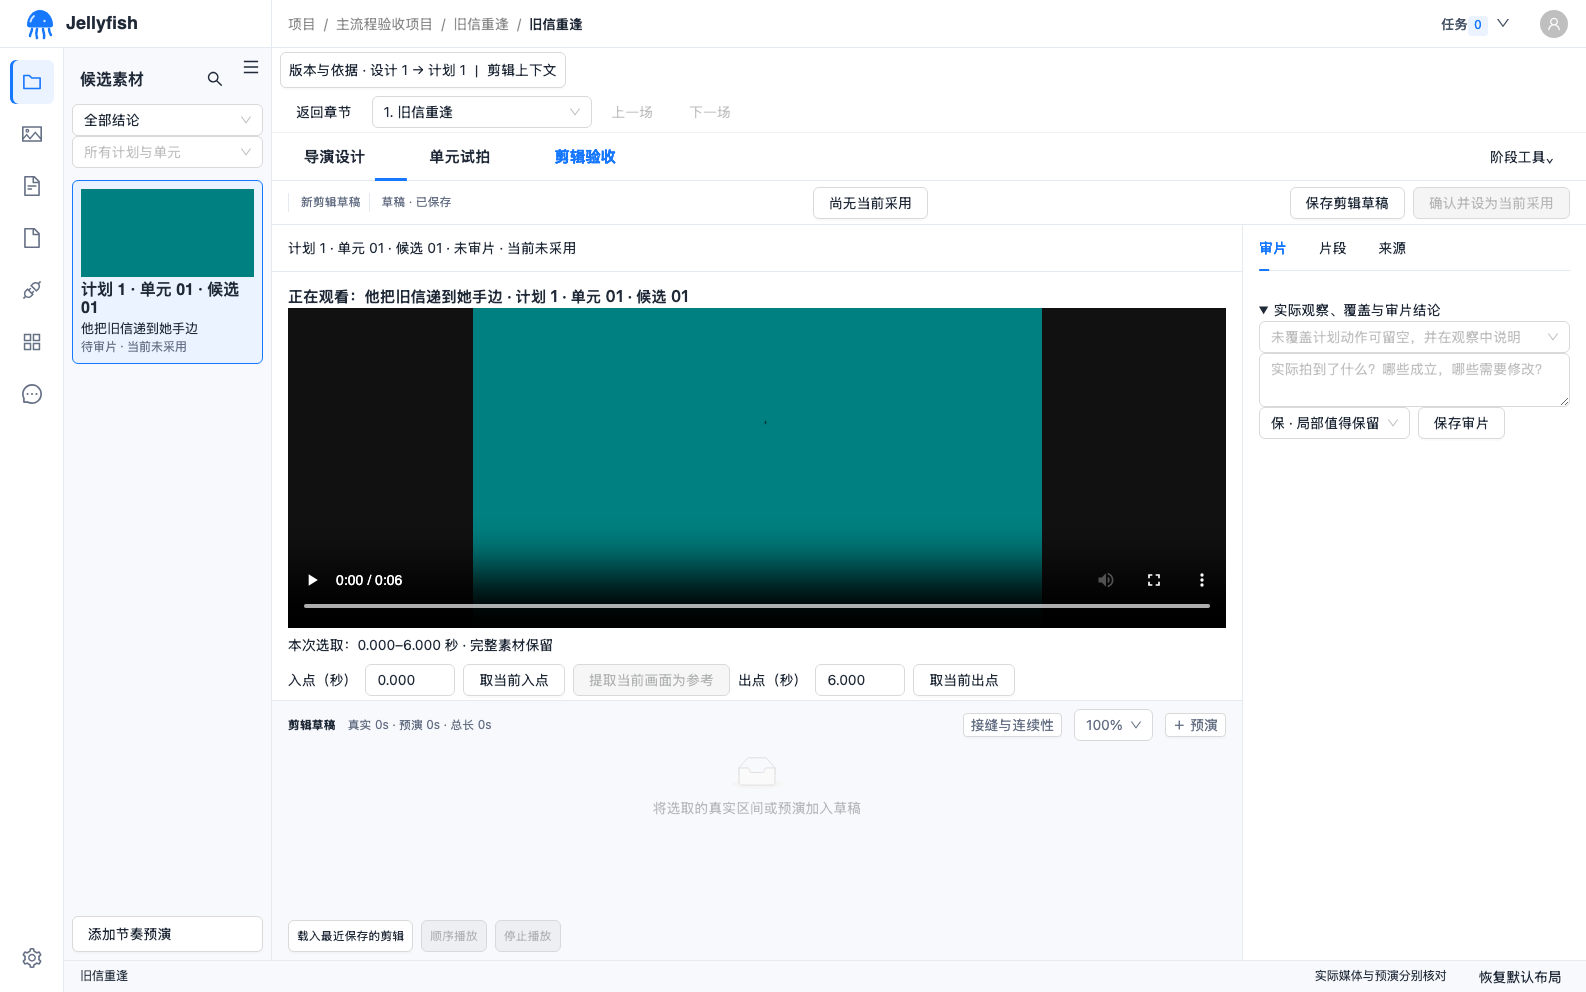 Jellyfish
项目 / 主流程验收项目 / 旧信重逢 / 旧信重逢
任务 0
候选素材
全部结论
所有计划与单元
计划 1 · 单元 01 · 候选 01
他把旧信递到她手边
待审片 · 当前未采用
添加节奏预演
版本与依据 · 设计 1 → 计划 1 | 剪辑上下文
返回章节
1. 旧信重逢
上一场
下一场
导演设计
单元试拍
剪辑验收
阶段工具
新剪辑草稿
草稿 · 已保存
尚无当前采用
保存剪辑草稿
确认并设为当前采用
计划 1 · 单元 01 · 候选 01 · 未审片 · 当前未采用
正在观看：他把旧信递到她手边 · 计划 1 · 单元 01 · 候选 01
0:00 / 0:06
本次选取：0.000–6.000 秒 · 完整素材保留
入点（秒） 0.000 取当前入点 提取当前画面为参考 出点（秒） 6.000 取当前出点
剪辑草稿 真实 0s · 预演 0s · 总长 0s
接缝与连续性 100% + 预演
将选取的真实区间或预演加入草稿
载入最近保存的剪辑 顺序播放 停止播放
审片 片段 来源
▼ 实际观察、覆盖与审片结论
未覆盖计划动作可留空，并在观察中说明
实际拍到了什么？哪些成立，哪些需要修改？
保 · 局部值得保留
保存审片
旧信重逢
实际媒体与预演分别核对
恢复默认布局